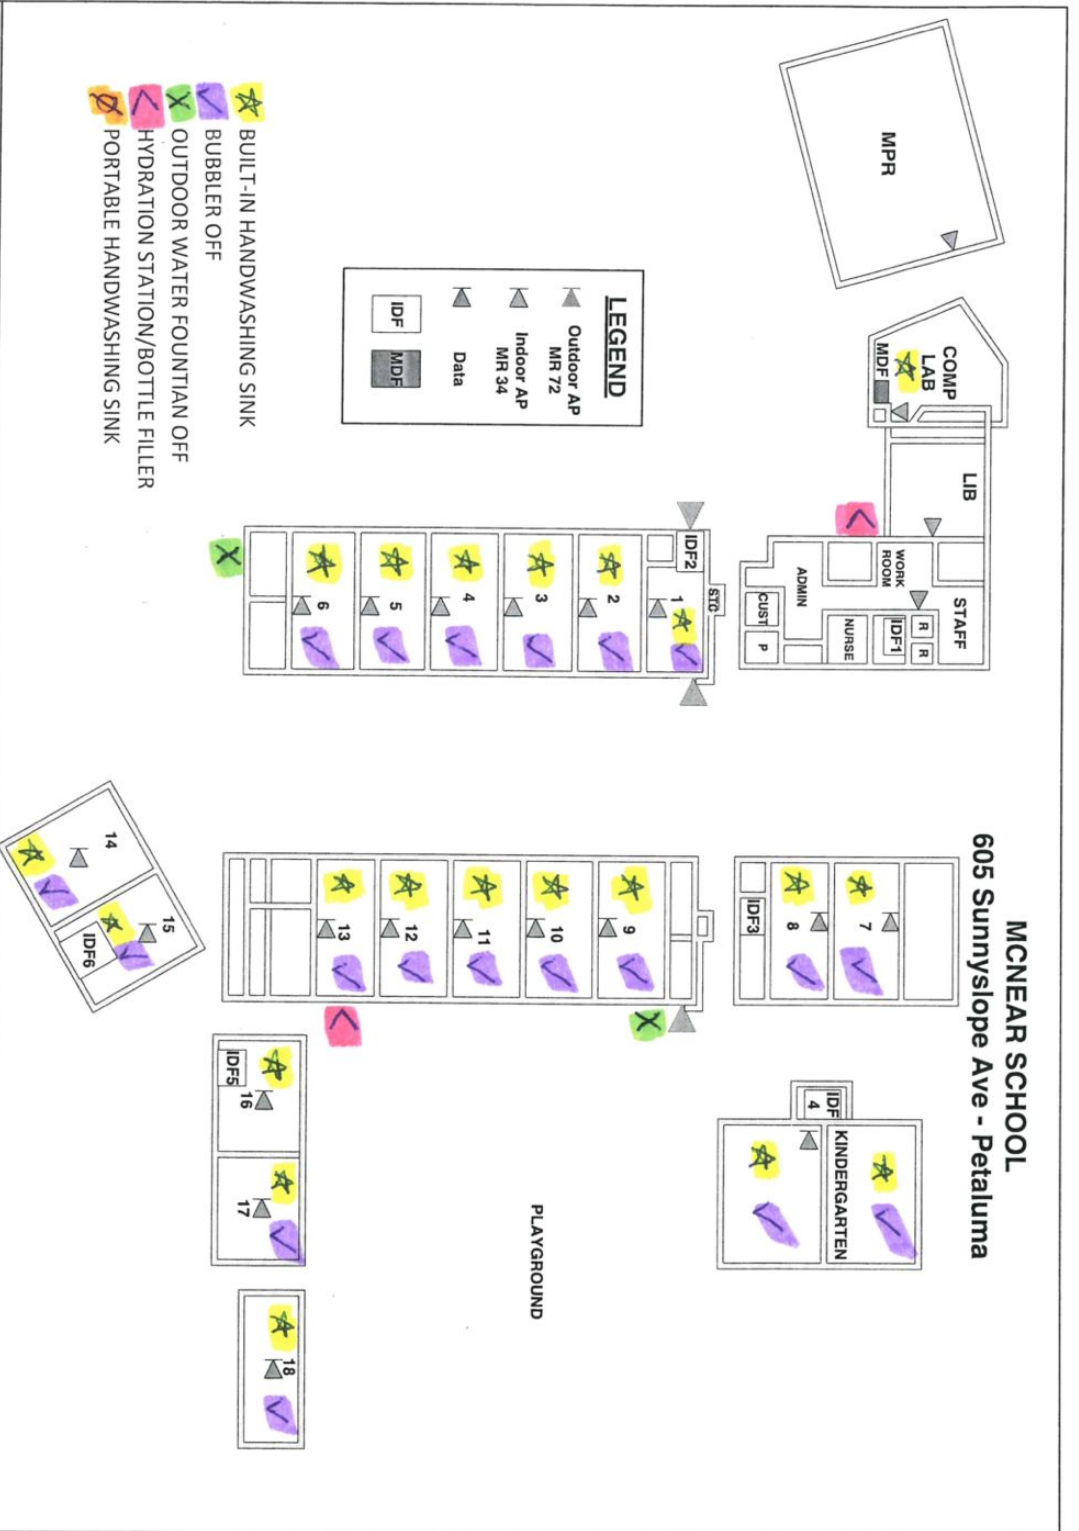 MCNEAR SCHOOL
605 Sunnyslope Ave - Petaluma
MPR
COMP
LAB
MDF
LIB
WORK
ROOM
STAFF
ADMIN
R
R
IDF1
NURSE
CUST
P
IDF2
STG
1
2
3
4
5
6
7
8
IDF3
9
10
11
12
13
IDF
4
KINDERGARTEN
14
15
IDF6
IDF5
16
17
18
PLAYGROUND
LEGEND
Outdoor AP
MR 72
Indoor AP
MR 34
Data
IDF
MDF
BUILT-IN HANDWASHING SINK
BUBBLER OFF
OUTDOOR WATER FOUNTIAN OFF
HYDRATION STATION/BOTTLE FILLER
PORTABLE HANDWASHING SINK